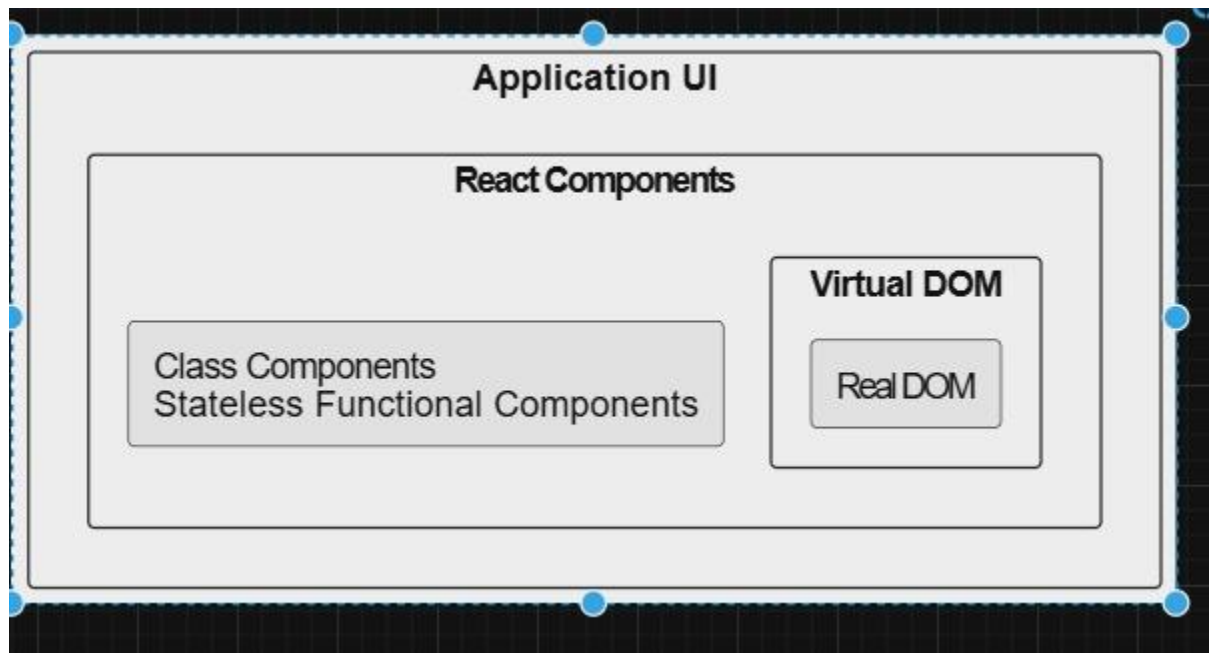 Application UI
React Components
Virtual DOM
Class Components
Stateless Functional Components
Real DOM